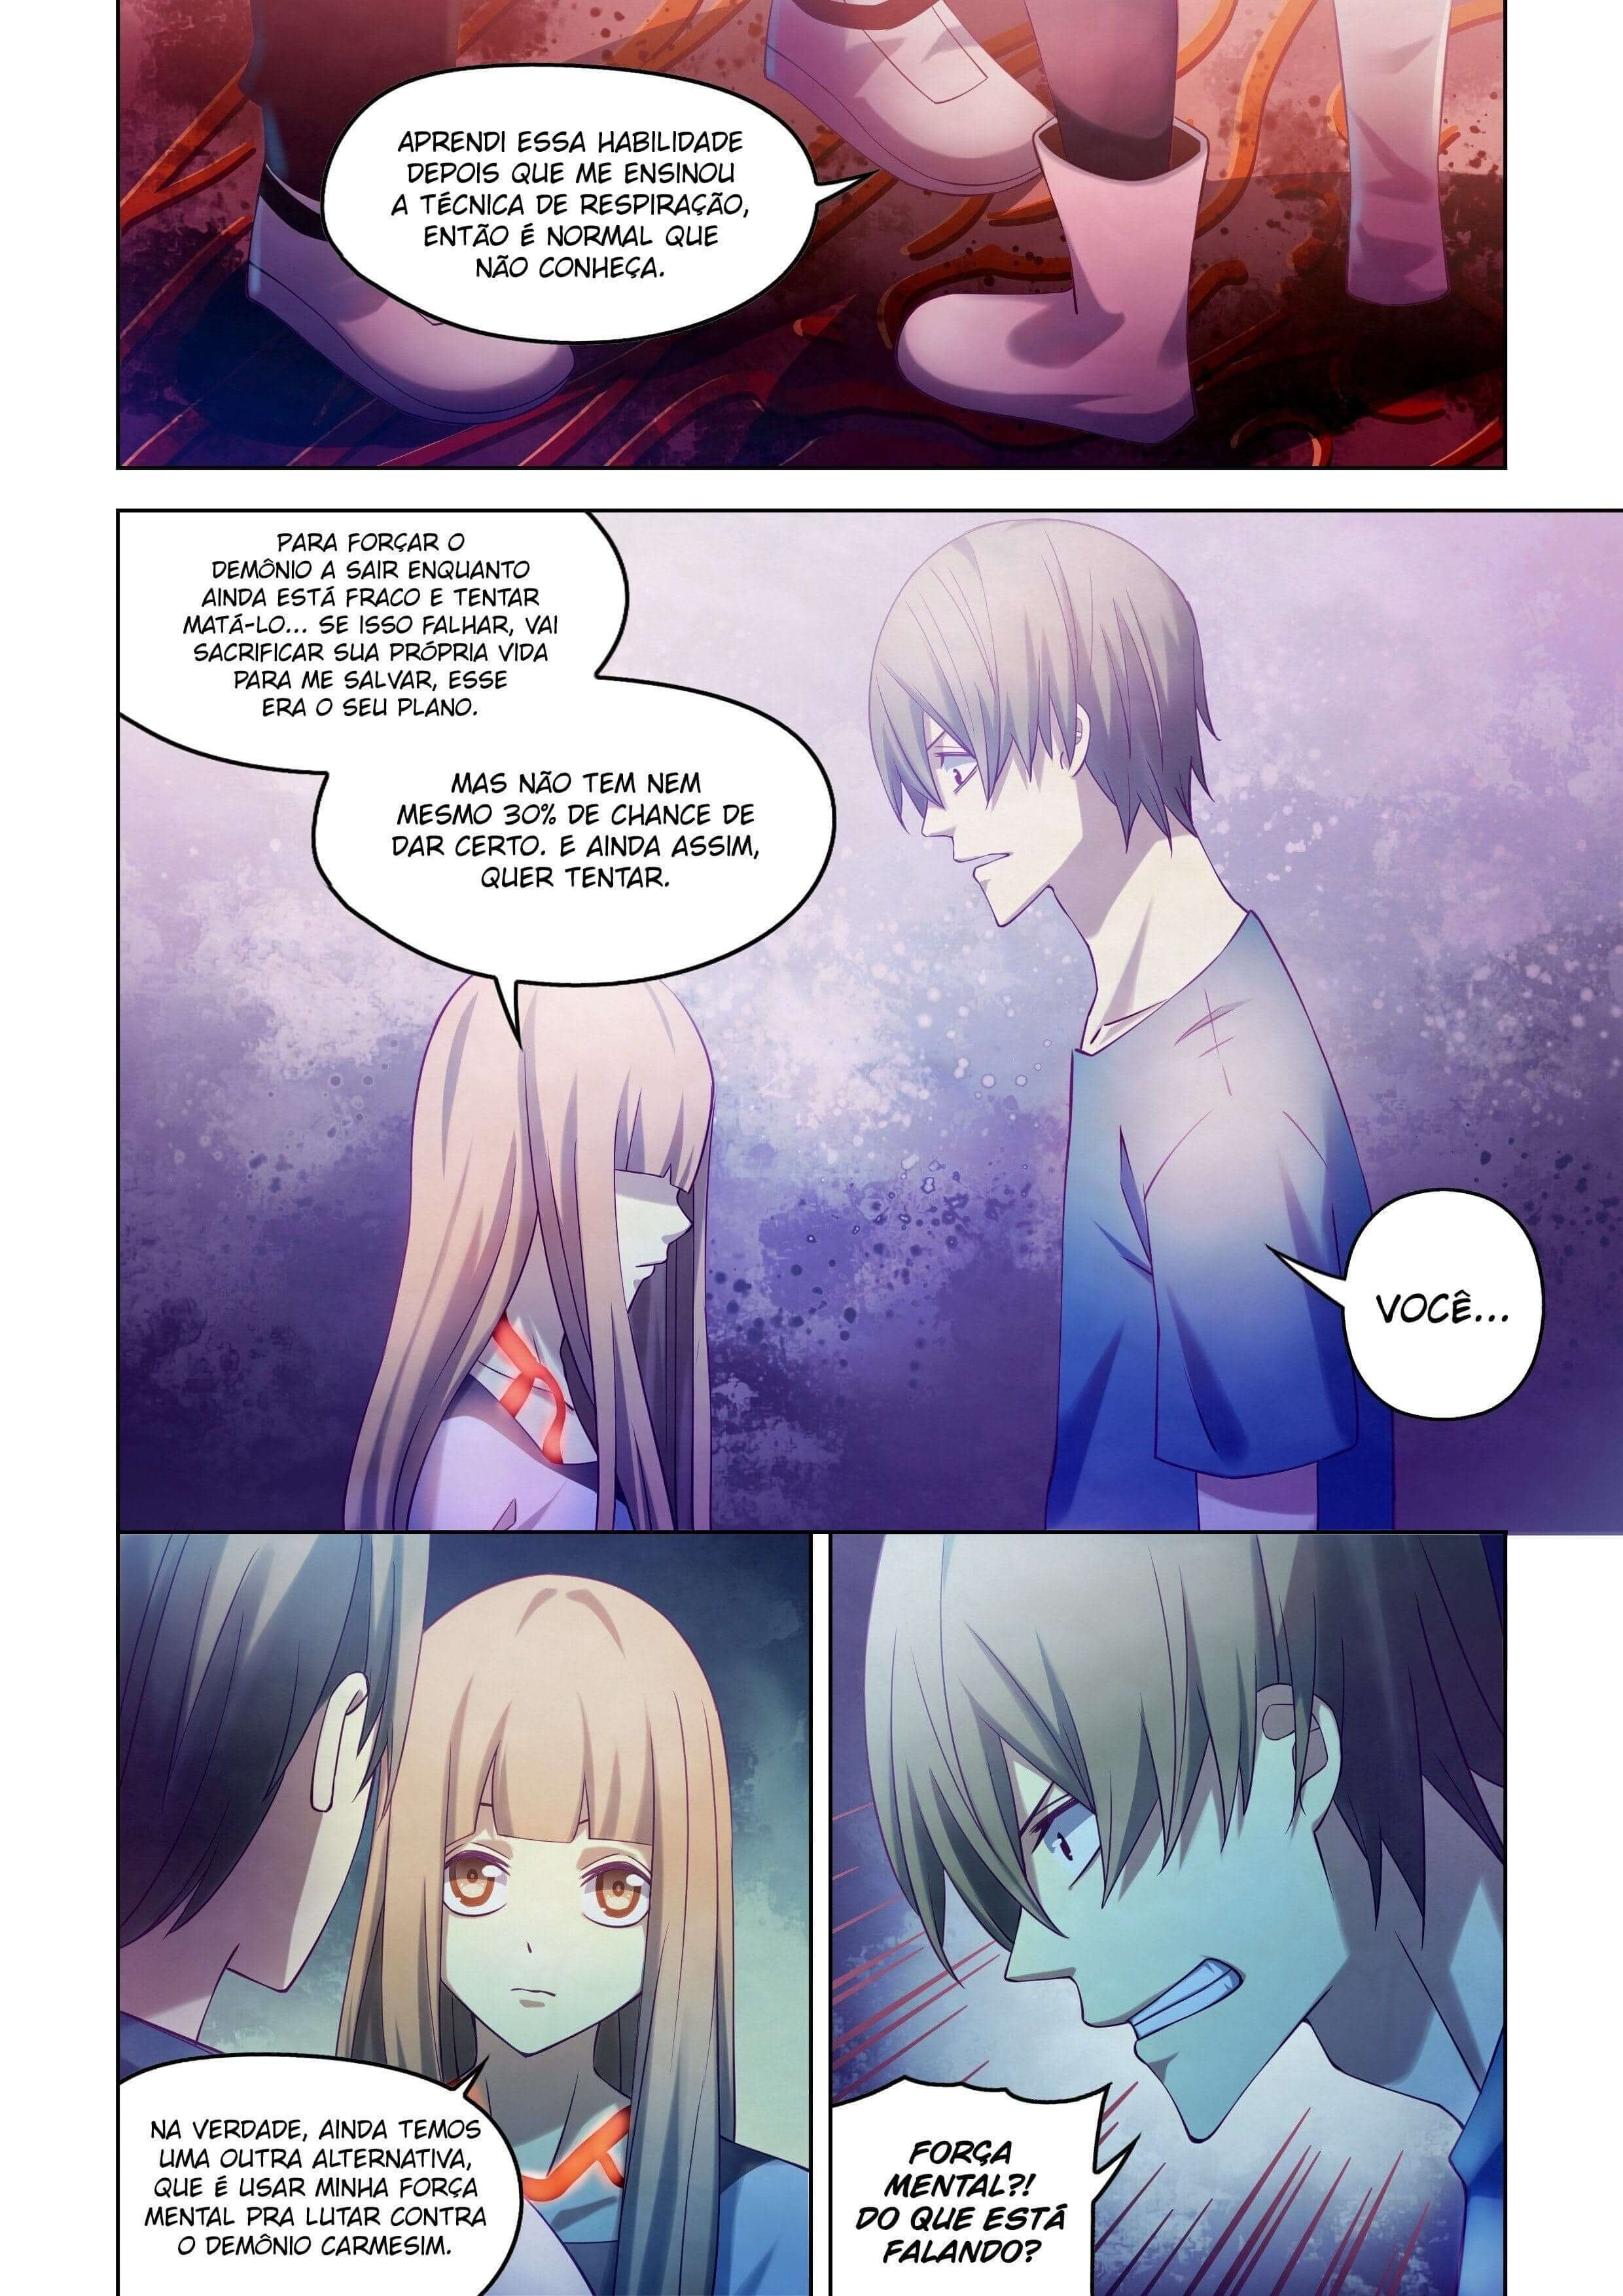 APRENDI ESSA HABILIDADE
DEPOIS QUE ME ENSINOU
A TÉCNICA DE RESPIRAÇÃO,
ENTÃO É NORMAL QUE
NÃO CONHEÇA.
PARA FORÇAR O
DEMÔNIO A SAIR ENQUANTO
AINDA ESTÁ FRACO E TENTAR
MATÁ-LO... SE ISSO FALHAR, VAI
SACRIFICAR SUA PRÓPRIA VIDA
PARA ME SALVAR, ESSE
ERA O SEU PLANO.
MAS NÃO TEM NEM
MESMO 30% DE CHANCE DE
DAR CERTO. E AINDA ASSIM,
QUER TENTAR.
VOCÊ...
NA VERDADE, AINDA TEMOS
UMA OUTRA ALTERNATIVA,
QUE É USAR MINHA FORÇA
MENTAL PRA LUTAR CONTRA
O DEMÔNIO CARMESIM.
FORÇA
MENTAL?!
DO QUE ESTÁ
FALANDO?